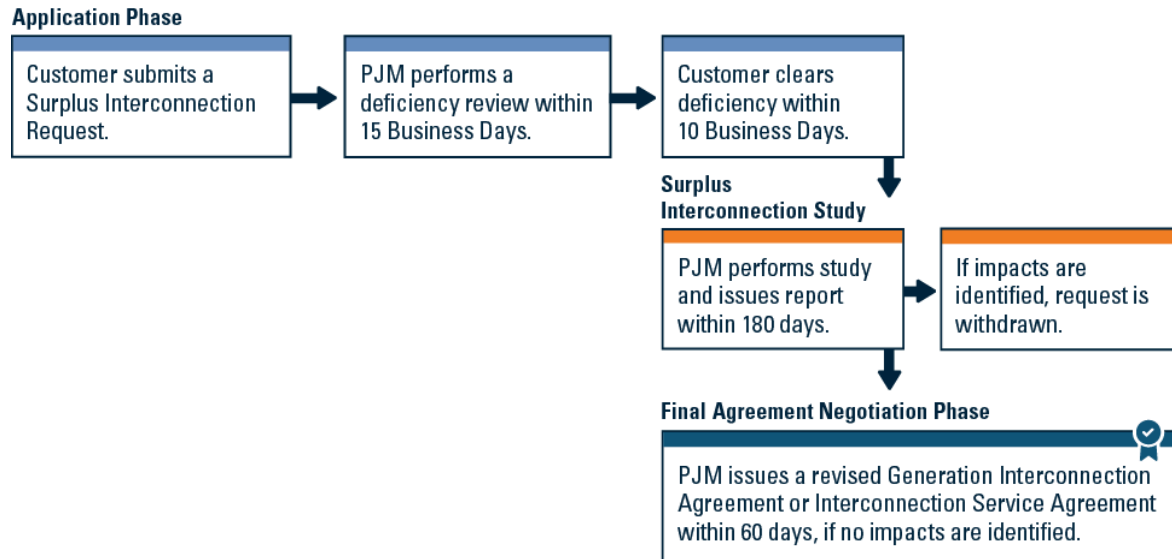 Application Phase
Customer submits a
Surplus Interconnection
Request.
PJM performs a
deficiency review within
15 Business Days.
Customer clears
deficiency within
10 Business Days.
Surplus
Interconnection Study
PJM performs study
and issues report
within 180 days.
If impacts are
identified, request is
withdrawn.
Final Agreement Negotiation Phase
PJM issues a revised Generation Interconnection
Agreement or Interconnection Service Agreement
within 60 days, if no impacts are identified.